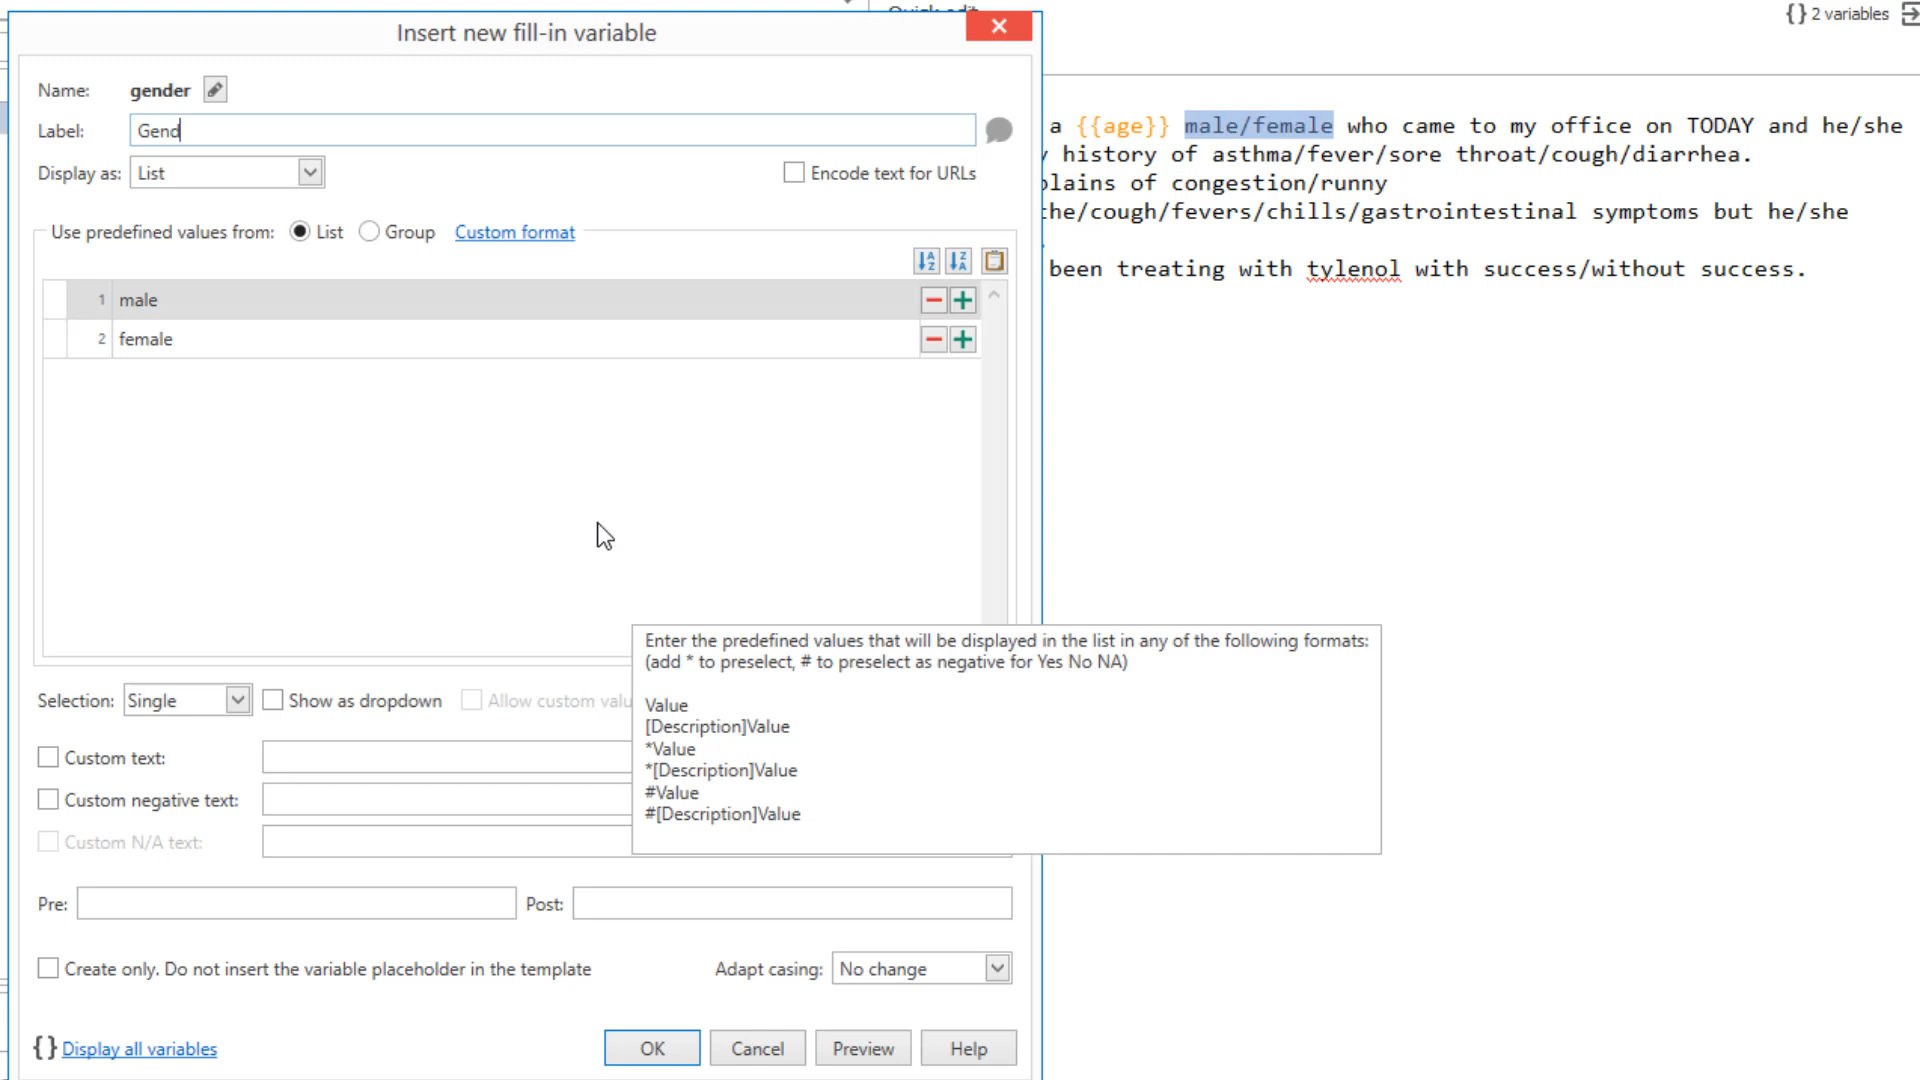 Insert new fill-in variable
2 variables
Name: gender
Label: Gend
Display as: List
Encode text for URLs
a {{age}} male/female who came to my office on TODAY and he/she
history of asthma/fever/sore throat/cough/diarrhea.
plains of congestion/runny
the/cough/fevers/chills/gastrointestinal symptoms but he/she
been treating with tylenol with success/without success.
Use predefined values from: List Group Custom format
1 male
2 female
Enter the predefined values that will be displayed in the list in any of the following formats:
(add * to preselect, # to preselect as negative for Yes No NA)
Value
[Description]Value
*Value
*[Description]Value
#Value
#[Description]Value
Selection: Single Show as dropdown Allow custom valu
Custom text:
Custom negative text:
Custom N/A text:
Pre: Post:
Create only. Do not insert the variable placeholder in the template
Adapt casing: No change
{} Display all variables
OK Cancel Preview Help